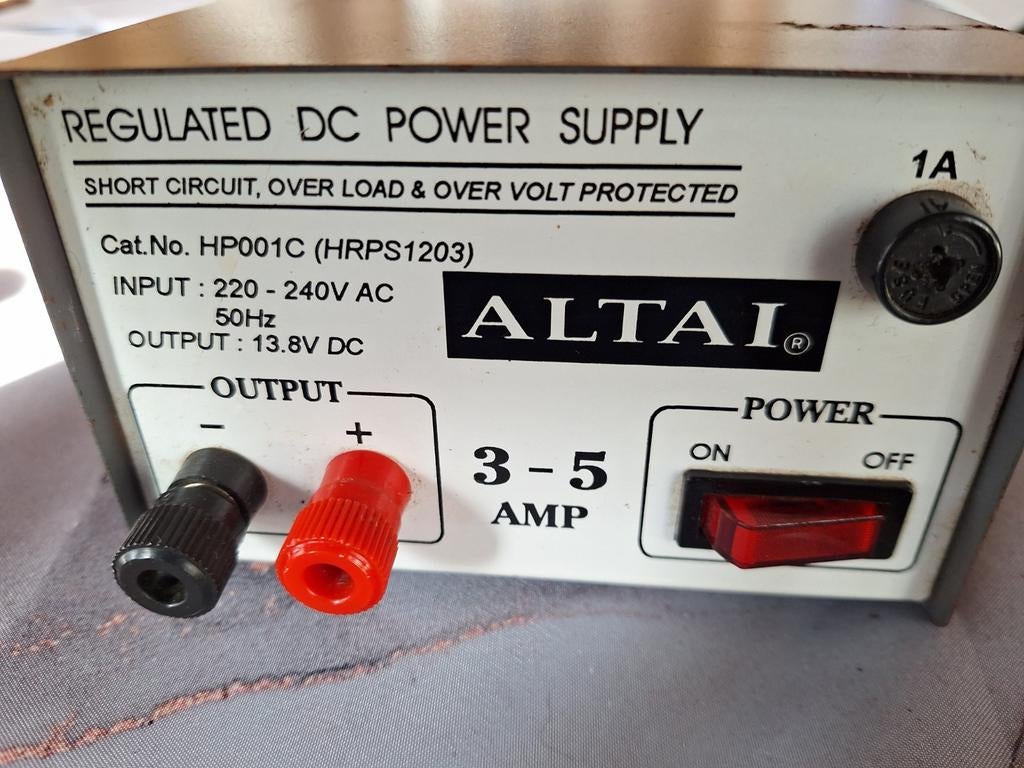 REGULATED DC POWER SUPPLY
SHORT CIRCUIT, OVER LOAD & OVER VOLT PROTECTED
1A
Cat.No. HP001C (HRPS1203)
INPUT : 220 - 240V AC
50Hz
OUTPUT : 13.8V DC
ALTAI®
FUSE
OUTPUT
- +
3 - 5
AMP
POWER
ON OFF